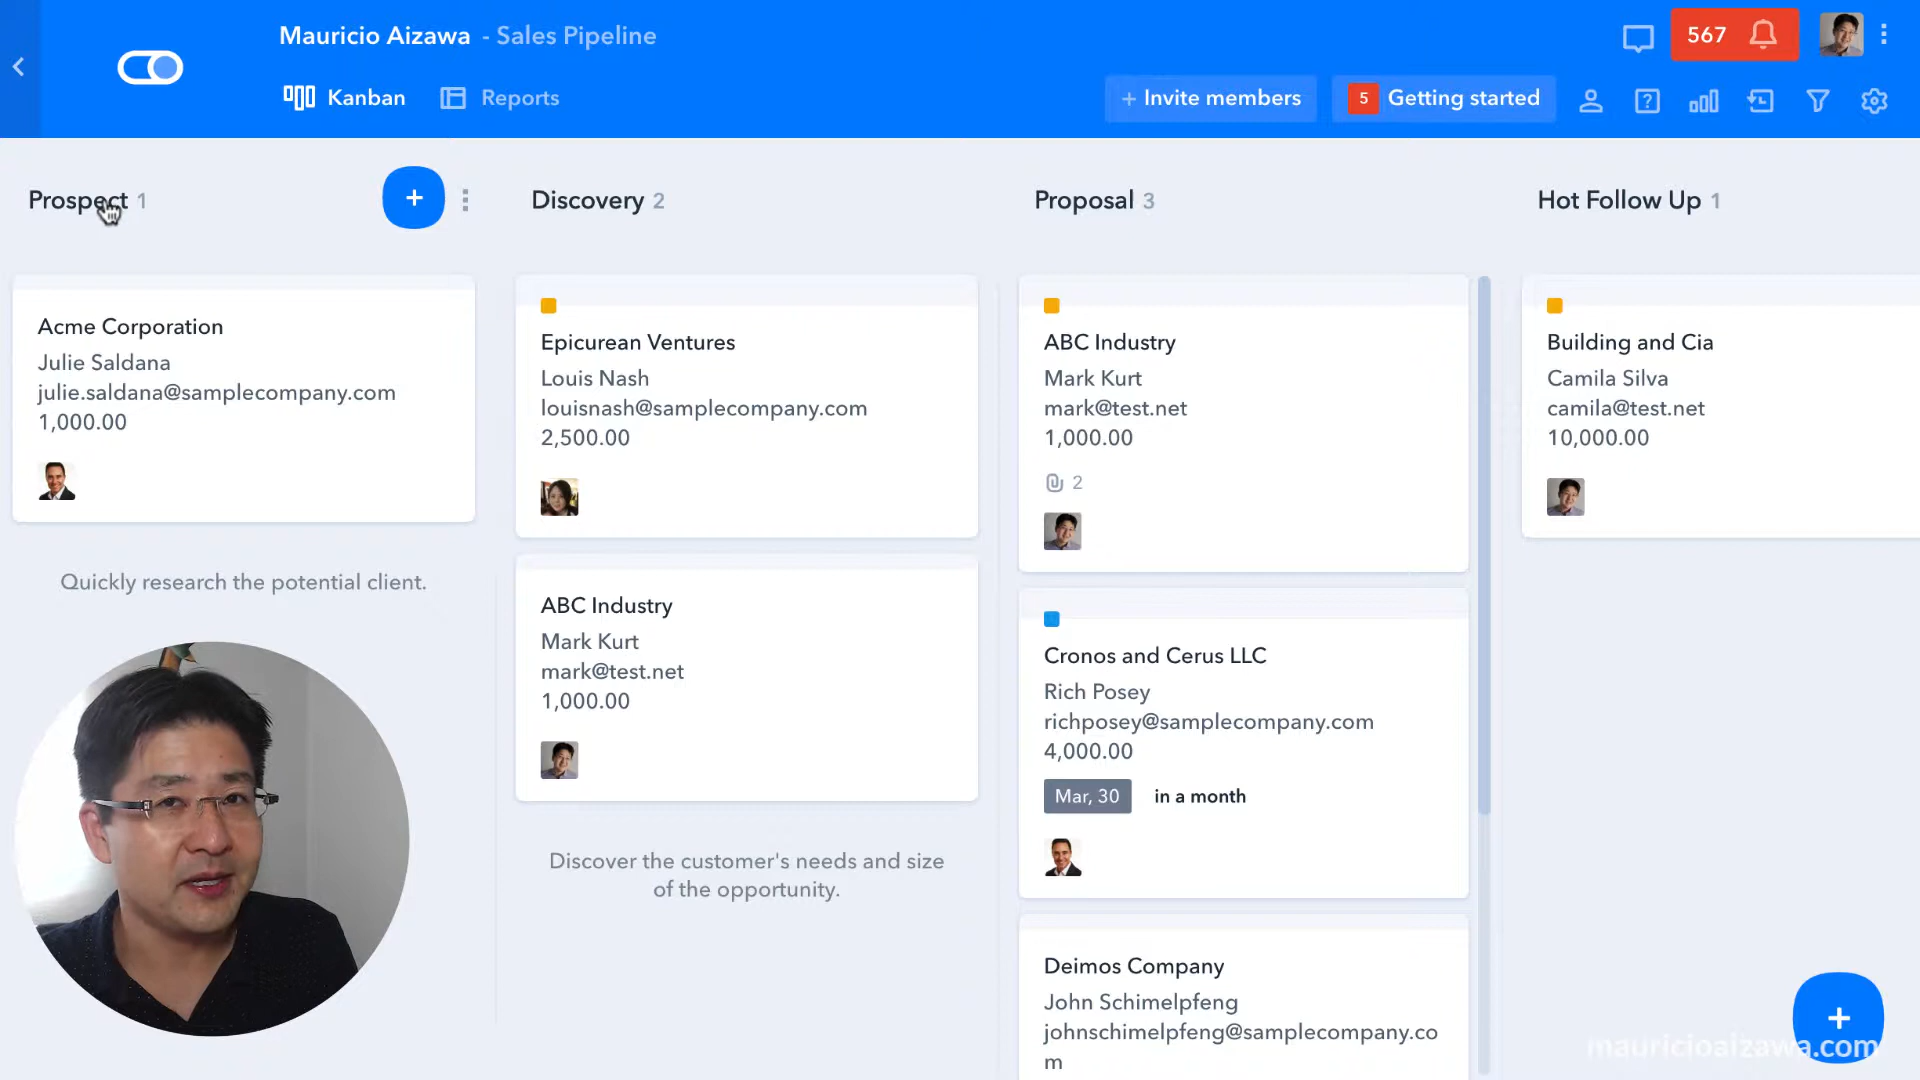 Mauricio Aizawa - Sales Pipeline
567
Kanban
Reports
+ Invite members
5 Getting started
?
Prospect 1
+
Acme Corporation
Julie Saldana
julie.saldana@samplecompany.com
1,000.00
Quickly research the potential client.
Discovery 2
Epicurean Ventures
Louis Nash
louisnash@samplecompany.com
2,500.00
ABC Industry
Mark Kurt
mark@test.net
1,000.00
Discover the customer's needs and size
of the opportunity.
Proposal 3
ABC Industry
Mark Kurt
mark@test.net
1,000.00
2
Cronos and Cerus LLC
Rich Posey
richposey@samplecompany.com
4,000.00
Mar, 30 in a month
Deimos Company
John Schimelpfeng
johnschimelpfeng@samplecompany.co
m
Hot Follow Up 1
Building and Cia
Camila Silva
camila@test.net
10,000.00
+
mauricioaizawa.com